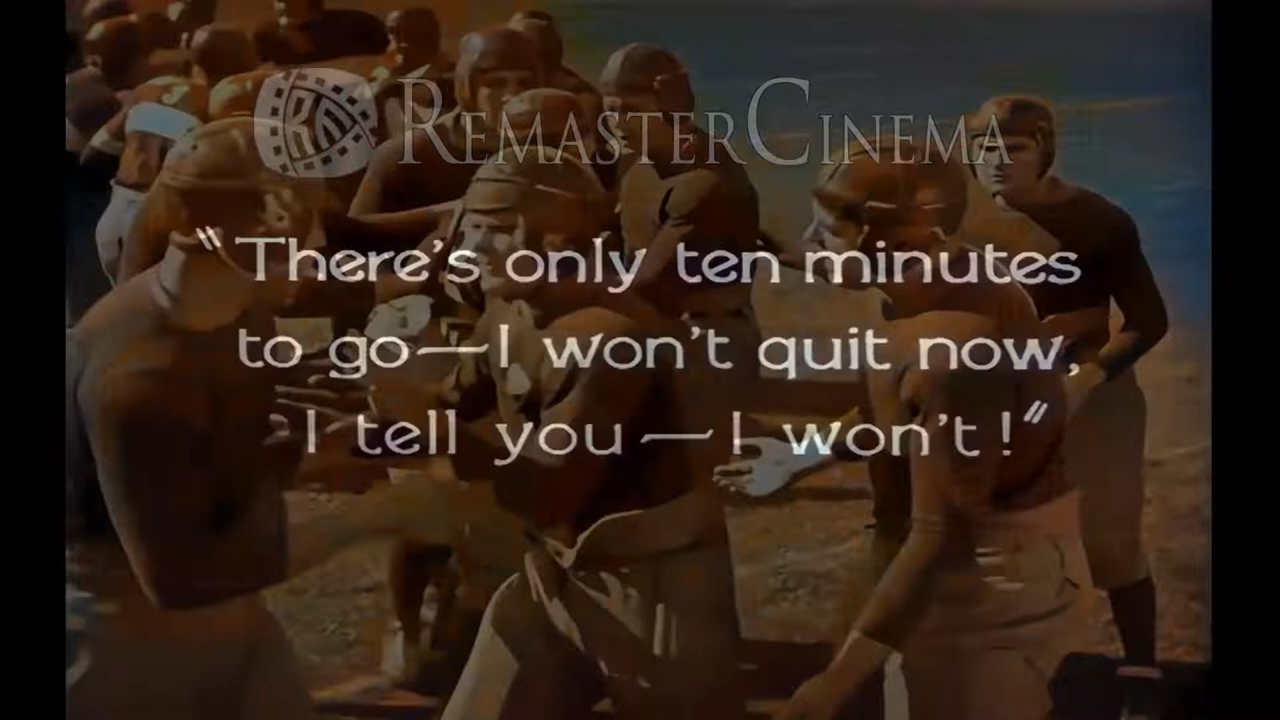 REMASTERCINEMA
"There's only ten minutes
to go—I won't quit now,
I tell you—I won't!"